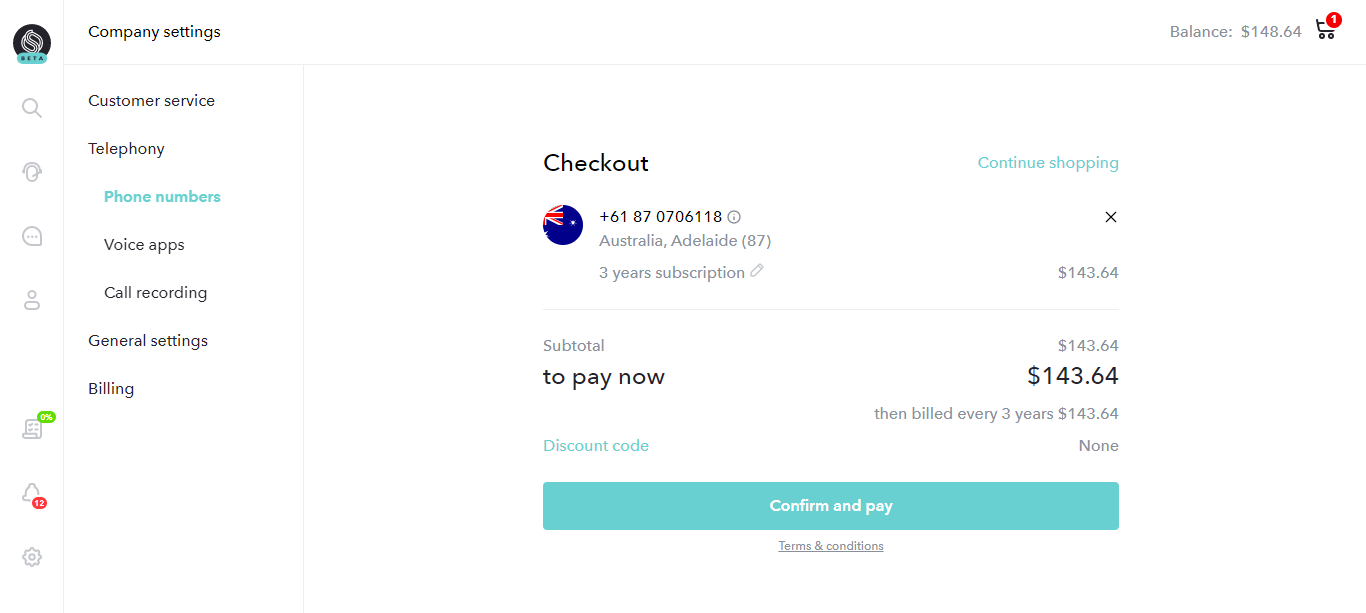 Company settings
Balance: $148.64
1
BETA
Customer service
Telephony
Phone numbers
Voice apps
Call recording
General settings
Billing
0%
12
Checkout
Continue shopping
+61 87 0706118
Australia, Adelaide (87)
3 years subscription $143.64
Subtotal $143.64
to pay now $143.64
then billed every 3 years $143.64
Discount code None
Confirm and pay
Terms & conditions